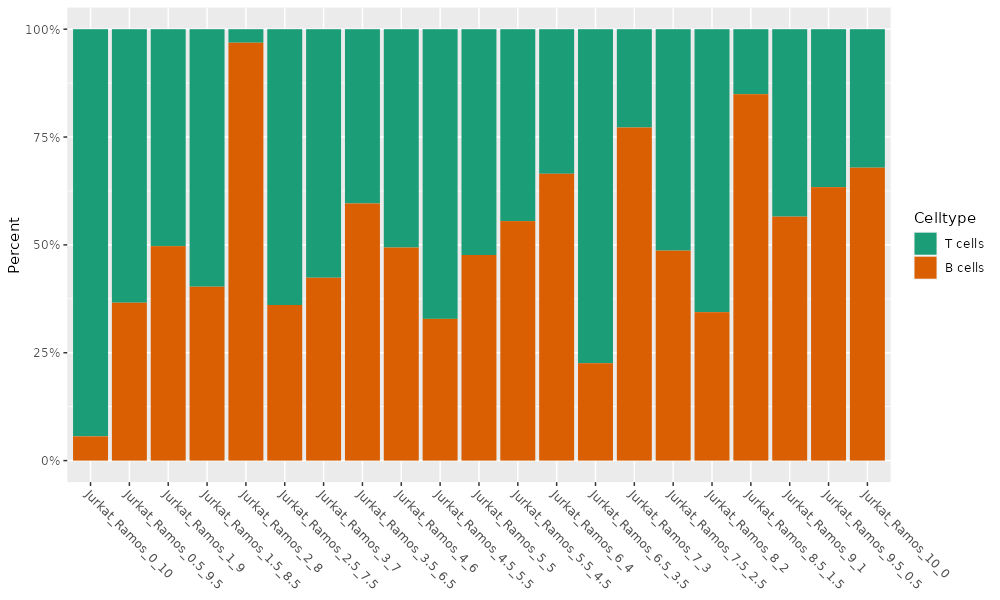 100%
75%
50%
25%
0%
Percent
Jurkat_Ramos_0_10
Jurkat_Ramos_0.5_9.5
Jurkat_Ramos_1_9
Jurkat_Ramos_1.5_8.5
Jurkat_Ramos_2_8
Jurkat_Ramos_2.5_7.5
Jurkat_Ramos_3_7
Jurkat_Ramos_3.5_6.5
Jurkat_Ramos_4_6
Jurkat_Ramos_4.5_5.5
Jurkat_Ramos_5_5
Jurkat_Ramos_5.5_4.5
Jurkat_Ramos_6_4
Jurkat_Ramos_6.5_3.5
Jurkat_Ramos_7_3
Jurkat_Ramos_7.5_2.5
Jurkat_Ramos_8_2
Jurkat_Ramos_8.5_1.5
Jurkat_Ramos_9_1
Jurkat_Ramos_9.5_0.5
Jurkat_Ramos_10_0
Celltype
T cells
B cells